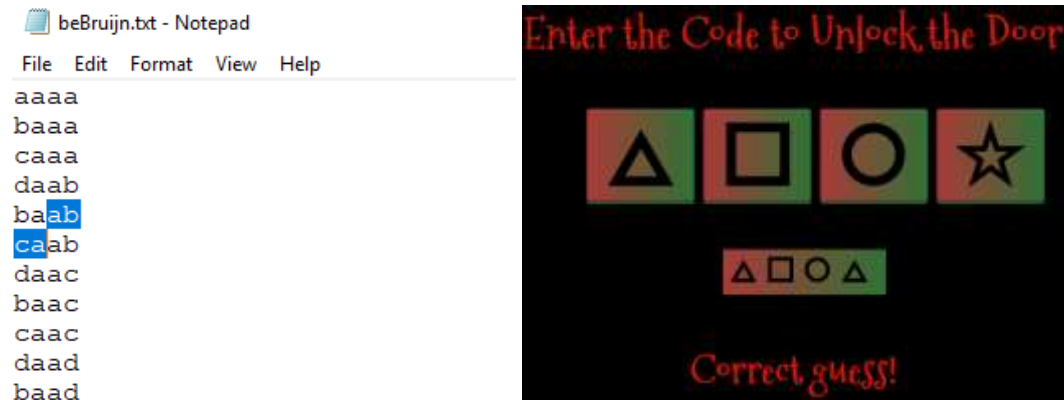 beBruijn.txt - Notepad
File Edit Format View Help
aaaa
baaa
caaa
daab
baab
caab
daac
baac
caac
daad
baad
Enter the Code to Unlock the Door
Correct guess!